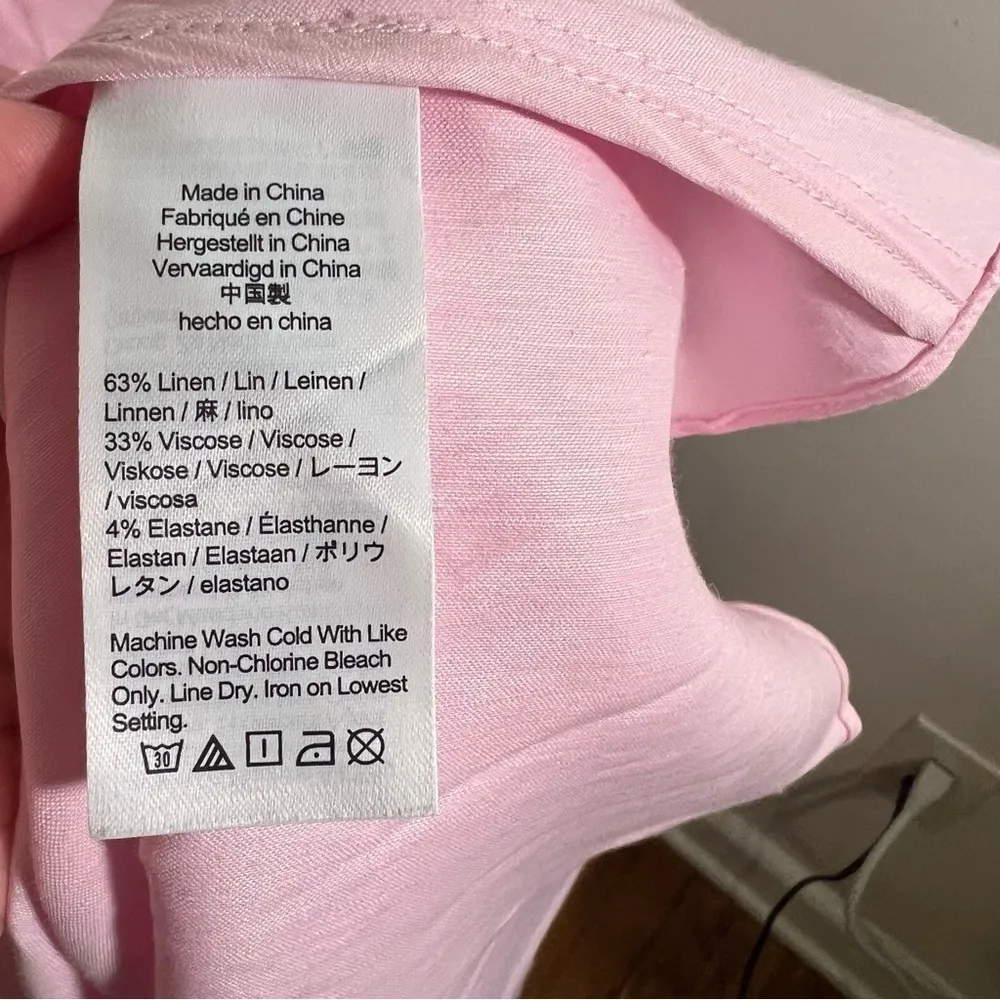 Made in China
Fabriqué en Chine
Hergestellt in China
Vervaardigd in China
中国製
hecho en china
63% Linen / Lin / Leinen /
Linnen / 麻 / lino
33% Viscose / Viscose /
Viskose / Viscose / レーヨン
/ viscosa
4% Elastane / Élasthanne /
Elastan / Elastaan / ポリウ
レタン / elastano
Machine Wash Cold With Like
Colors. Non-Chlorine Bleach
Only. Line Dry. Iron on Lowest
Setting.
30